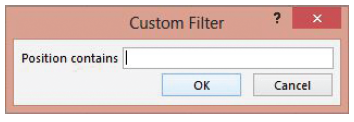 Custom Filter ? ×
Position contains
OK Cancel